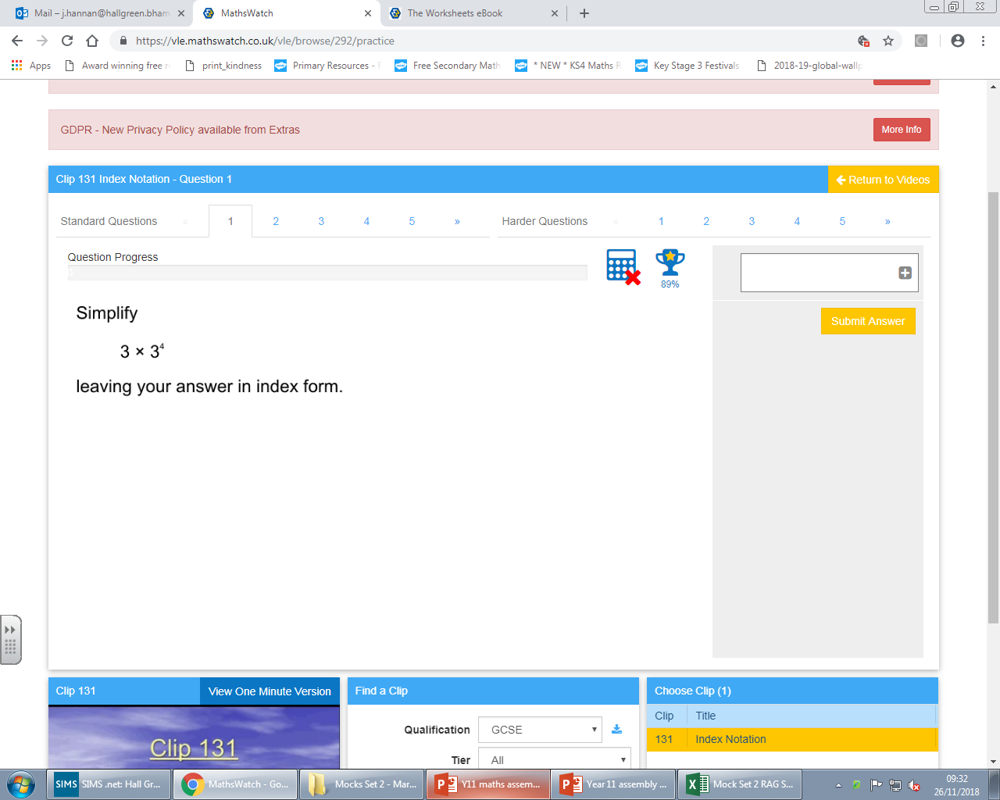 Mail – j.hannan@hallgreen.bham
MathsWatch
The Worksheets eBook
https://vle.mathswatch.co.uk/vle/browse/292/practice
Apps
Award winning free r
print_kindness
Primary Resources - F
Free Secondary Math
* NEW * KS4 Maths R
Key Stage 3 Festivals
2018-19-global-wallp
GDPR - New Privacy Policy available from Extras
More Info
Clip 131 Index Notation - Question 1
Return to Videos
Standard Questions « 1 2 3 4 5 »
Harder Questions « 1 2 3 4 5 »
Question Progress
89%
Simplify
3 × 3⁴
leaving your answer in index form.
Submit Answer
Clip 131
View One Minute Version
Find a Clip
Choose Clip (1)
Clip Title
131 Index Notation
Clip 131
Qualification GCSE
Tier All
SIMS SIMS .net: Hall Gr...
MathsWatch - Go...
Mocks Set 2 - Mar...
Y11 maths assem...
Year 11 assembly ...
Mock Set 2 RAG S...
09:32
26/11/2018